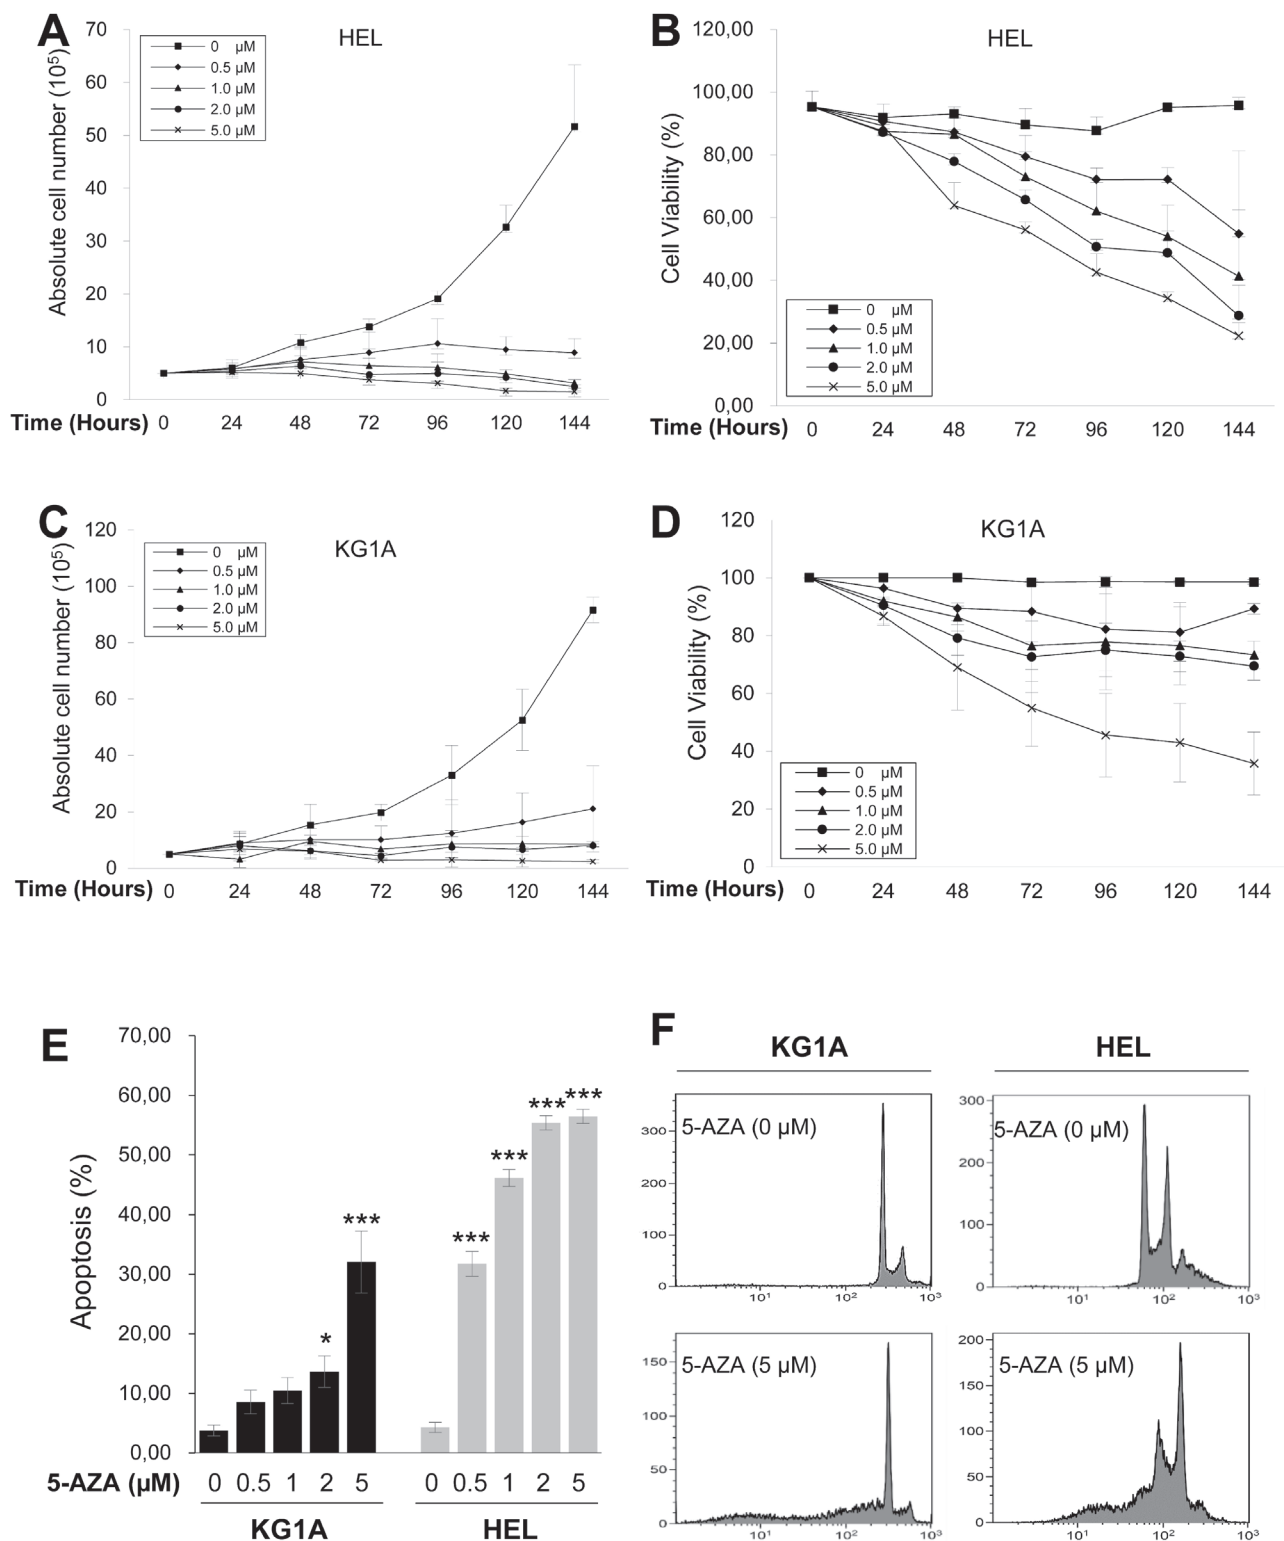 A
HEL
Absolute cell number (10⁵)
70
60
50
40
30
20
10
0
0 µM
0.5 µM
1.0 µM
2.0 µM
5.0 µM
Time (Hours) 0 24 48 72 96 120 144
B
HEL
Cell Viability (%)
120,00
100,00
80,00
60,00
40,00
20,00
0,00
0 µM
0.5 µM
1.0 µM
2.0 µM
5.0 µM
Time (Hours) 0 24 48 72 96 120 144
C
KG1A
Absolute cell number (10⁵)
120
100
80
60
40
20
0
0 µM
0.5 µM
1.0 µM
2.0 µM
5.0 µM
Time (Hours) 0 24 48 72 96 120 144
D
KG1A
Cell Viability (%)
120
100
80
60
40
20
0
0 µM
0.5 µM
1.0 µM
2.0 µM
5.0 µM
Time (Hours) 0 24 48 72 96 120 144
E
Apoptosis (%)
70,00
60,00
50,00
40,00
30,00
20,00
10,00
0,00
* *** *** *** *** ***
5-AZA (µM) 0 0.5 1 2 5 0 0.5 1 2 5
KG1A HEL
F
KG1A HEL
5-AZA (0 µM)
300
200
100
0
10¹ 10² 10³
5-AZA (0 µM)
300
200
100
0
10¹ 10² 10³
5-AZA (5 µM)
150
100
50
0
10¹ 10² 10³
5-AZA (5 µM)
200
150
100
50
0
10¹ 10² 10³